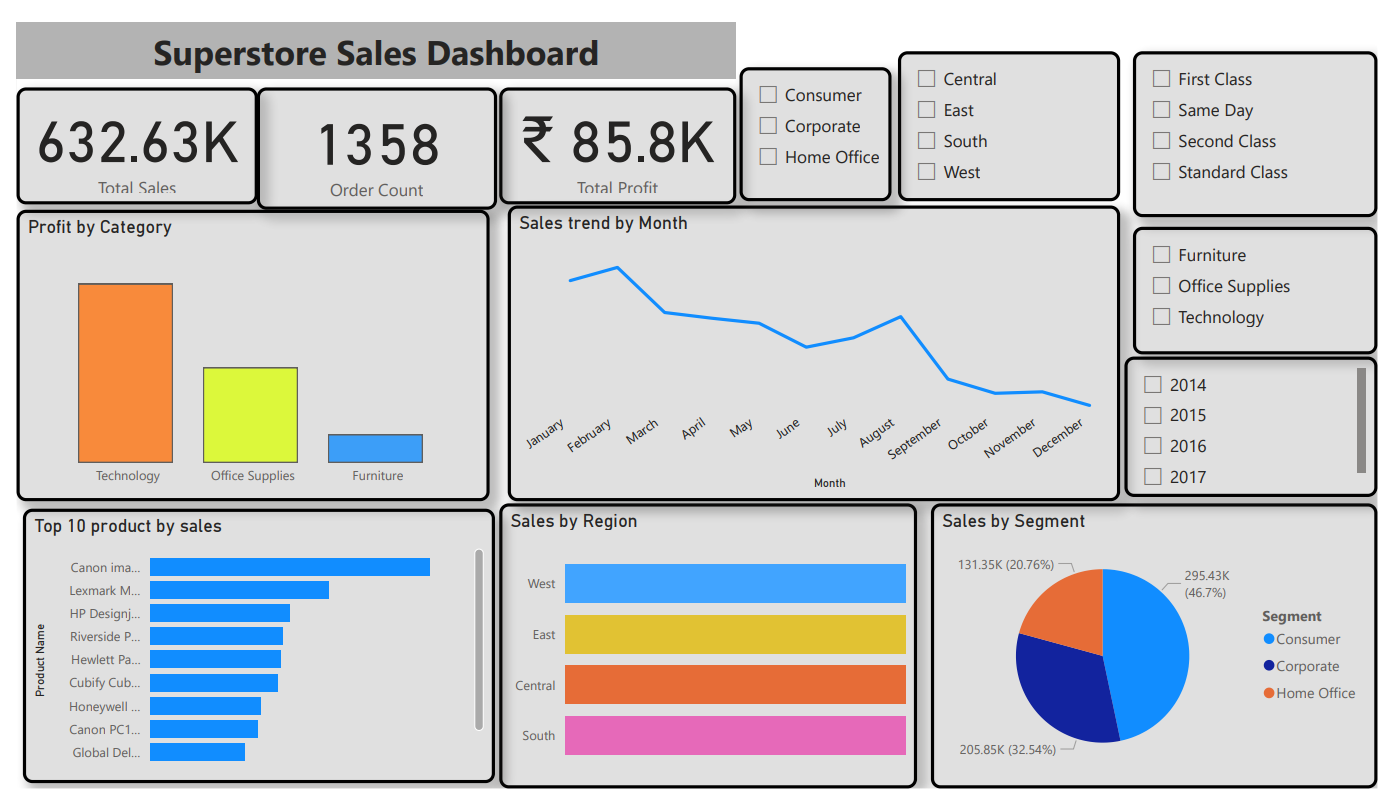 Superstore Sales Dashboard
632.63K
Total Sales
1358
Order Count
₹ 85.8K
Total Profit
Consumer
Corporate
Home Office
Central
East
South
West
First Class
Same Day
Second Class
Standard Class
Profit by Category
Technology
Office Supplies
Furniture
Sales trend by Month
January
February
March
April
May
June
July
August
September
October
November
December
Month
Furniture
Office Supplies
Technology
2014
2015
2016
2017
Top 10 product by sales
Product Name
Canon ima...
Lexmark M...
HP Designj...
Riverside P...
Hewlett Pa...
Cubify Cub...
Honeywell ...
Canon PC1...
Global Del...
Sales by Region
West
East
Central
South
Sales by Segment
131.35K (20.76%)
295.43K
(46.7%)
205.85K (32.54%)
Segment
Consumer
Corporate
Home Office